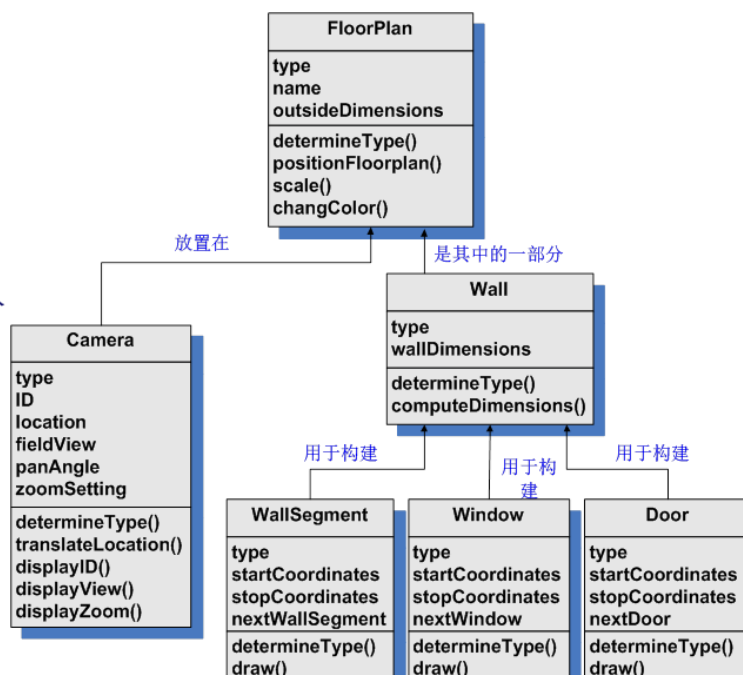 FloorPlan
type
name
outsideDimensions
determineType()
positionFloorplan()
scale()
changColor()
放置在
是其中的一部分
Camera
type
ID
location
fieldView
panAngle
zoomSetting
determineType()
translateLocation()
displayID()
displayView()
displayZoom()
Wall
type
wallDimensions
determineType()
computeDimensions()
用于构建
用于构
建
用于构建
WallSegment
type
startCoordinates
stopCoordinates
nextWallSegment
determineType()
draw()
Window
type
startCoordinates
stopCoordinates
nextWindow
determineType()
draw()
Door
type
startCoordinates
stopCoordinates
nextDoor
determineType()
draw()